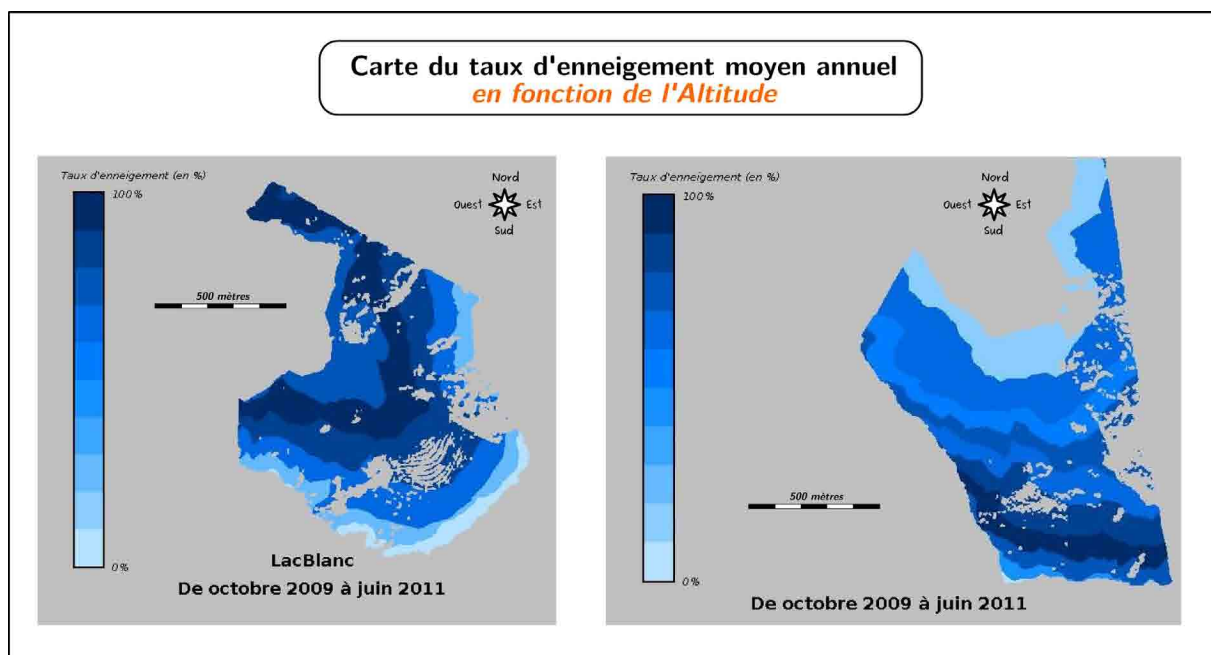 Carte du taux d'enneigement moyen annuel
en fonction de l'Altitude
Taux d'enneigement (en %)
100%
Nord
Ouest Est
Sud
500 mètres
0%
LacBlanc
De octobre 2009 à juin 2011
Taux d'enneigement (en %)
100%
Nord
Ouest Est
Sud
500 mètres
0%
De octobre 2009 à juin 2011